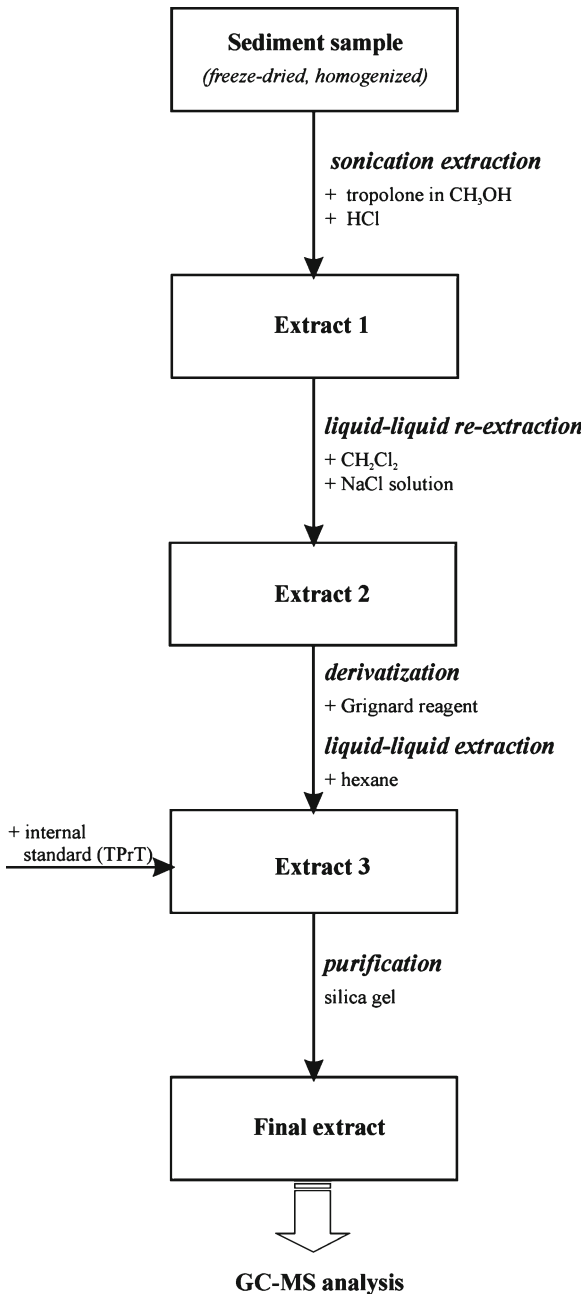 Sediment sample
(freeze-dried, homogenized)
sonication extraction
+ tropolone in CH₃OH
+ HCl
Extract 1
liquid-liquid re-extraction
+ CH₂Cl₂
+ NaCl solution
Extract 2
derivatization
+ Grignard reagent
liquid-liquid extraction
+ hexane
+ internal
standard (TPrT)
Extract 3
purification
silica gel
Final extract
GC-MS analysis